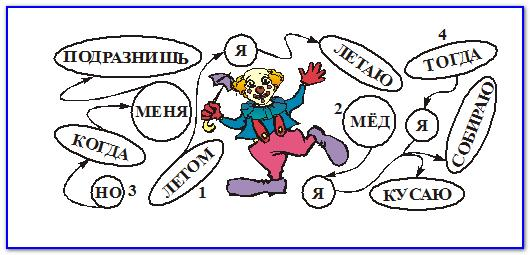 1
ЛЕТОМ
Я
ЛЕТАЮ
2
МЁД
Я
СОБИРАЮ
3
НО
КОГДА
МЕНЯ
ПОДРАЗНИШЬ
4
ТОГДА
Я
КУСАЮ